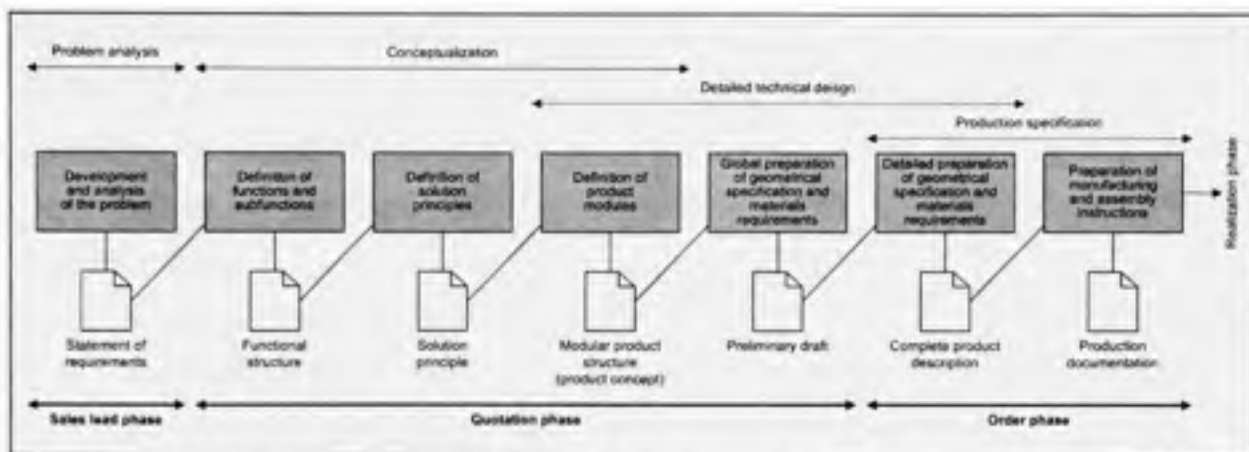 Problem analysis
Conceptualization
Detailed technical deisgn
Production specification
Development
and analysis
of the problem
Definition of
functions and
subfunctions
Definition of
solution
principles
Definition of
product
modules
Global preparation
of geometrical
specification and
materials
requirements
Detailed preparation
of geometrical
specification and
materials
requirements
Preparation of
manufacturing
and assembly
instructions
Realization phase
Statement of
requirements
Functional
structure
Solution
principle
Modular product
structure
(product concept)
Preliminary draft
Complete product
description
Production
documentation
Sales lead phase
Quotation phase
Order phase